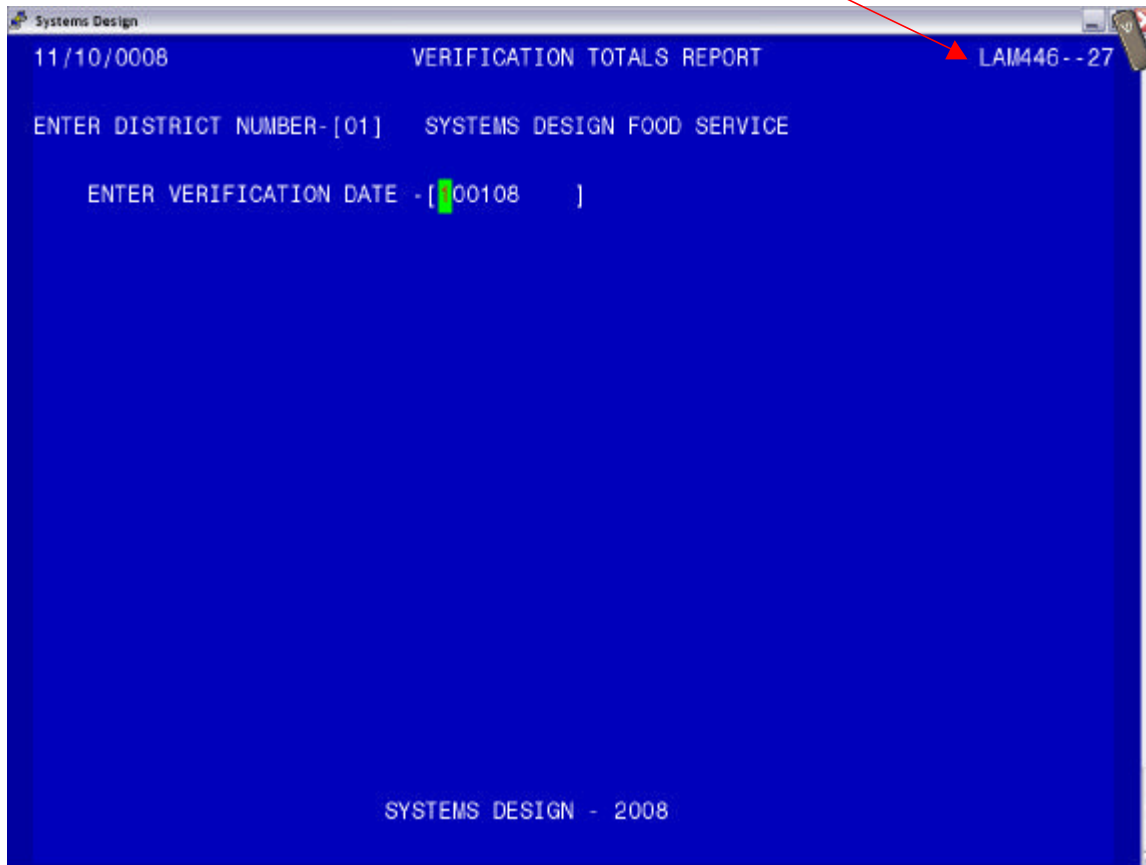 Systems Design
11/10/0008 VERIFICATION TOTALS REPORT LAM446--27
ENTER DISTRICT NUMBER-[01] SYSTEMS DESIGN FOOD SERVICE
ENTER VERIFICATION DATE -[100108 ]
SYSTEMS DESIGN - 2008